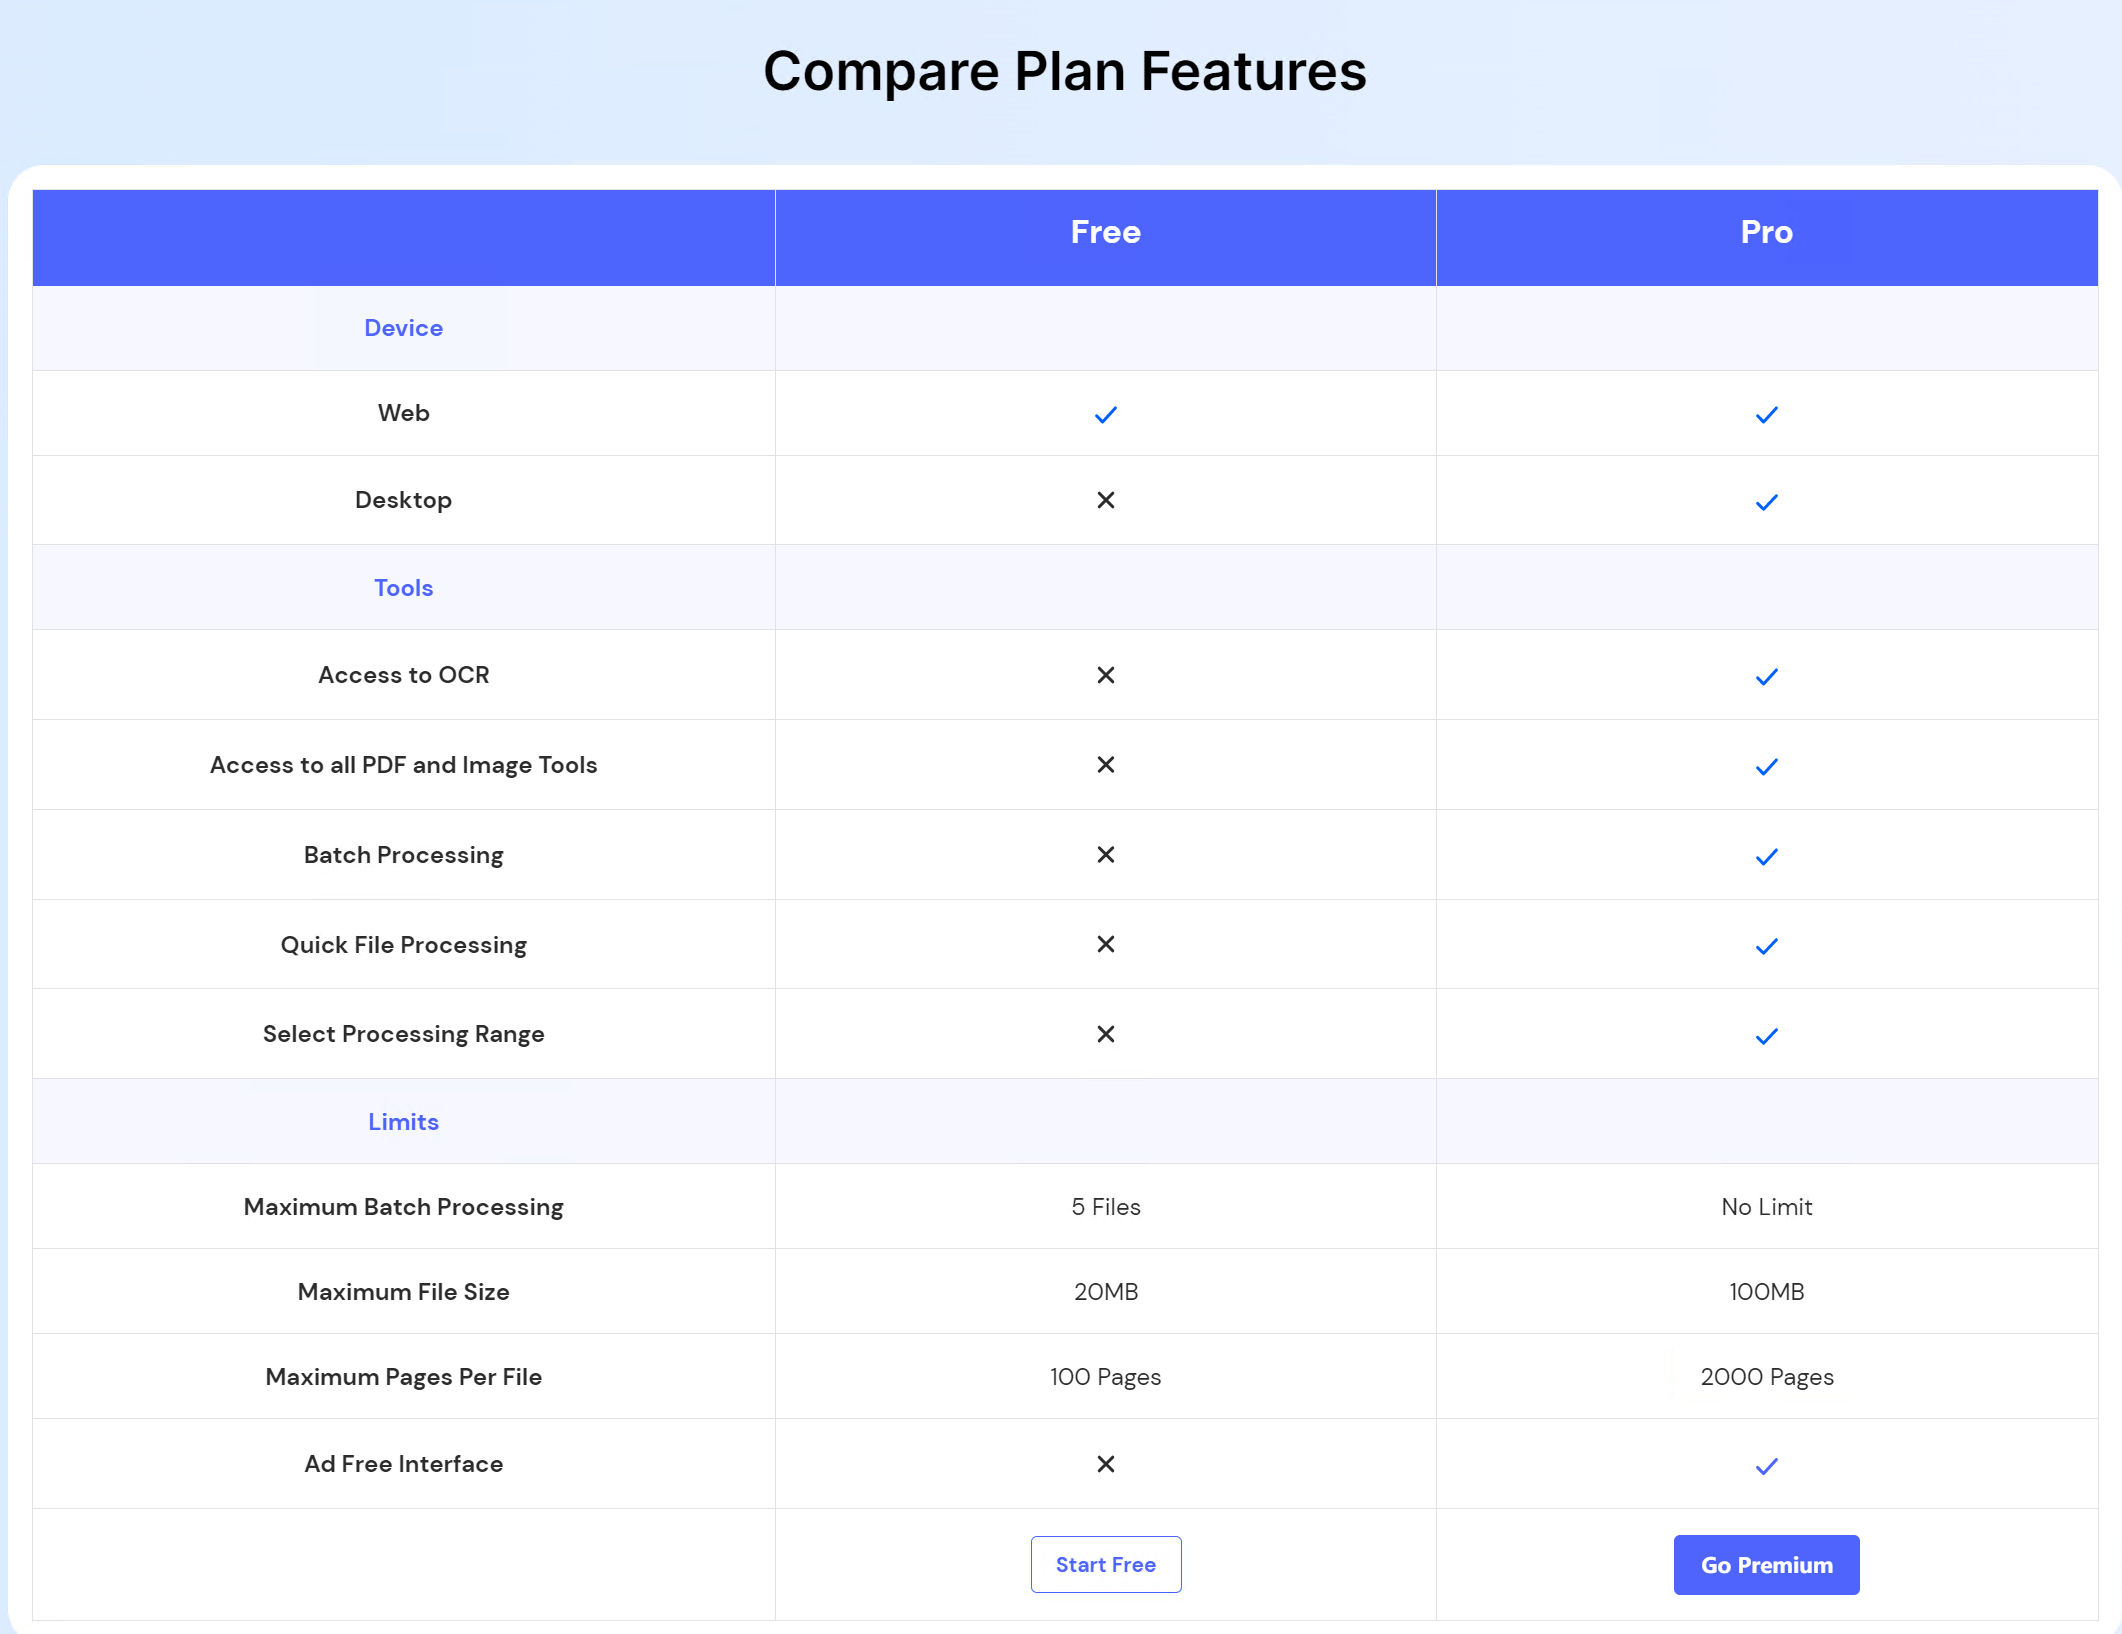 Compare Plan Features
Free Pro
Device
Web
Desktop
Tools
Access to OCR
Access to all PDF and Image Tools
Batch Processing
Quick File Processing
Select Processing Range
Limits
Maximum Batch Processing 5 Files No Limit
Maximum File Size 20MB 100MB
Maximum Pages Per File 100 Pages 2000 Pages
Ad Free Interface
Start Free Go Premium